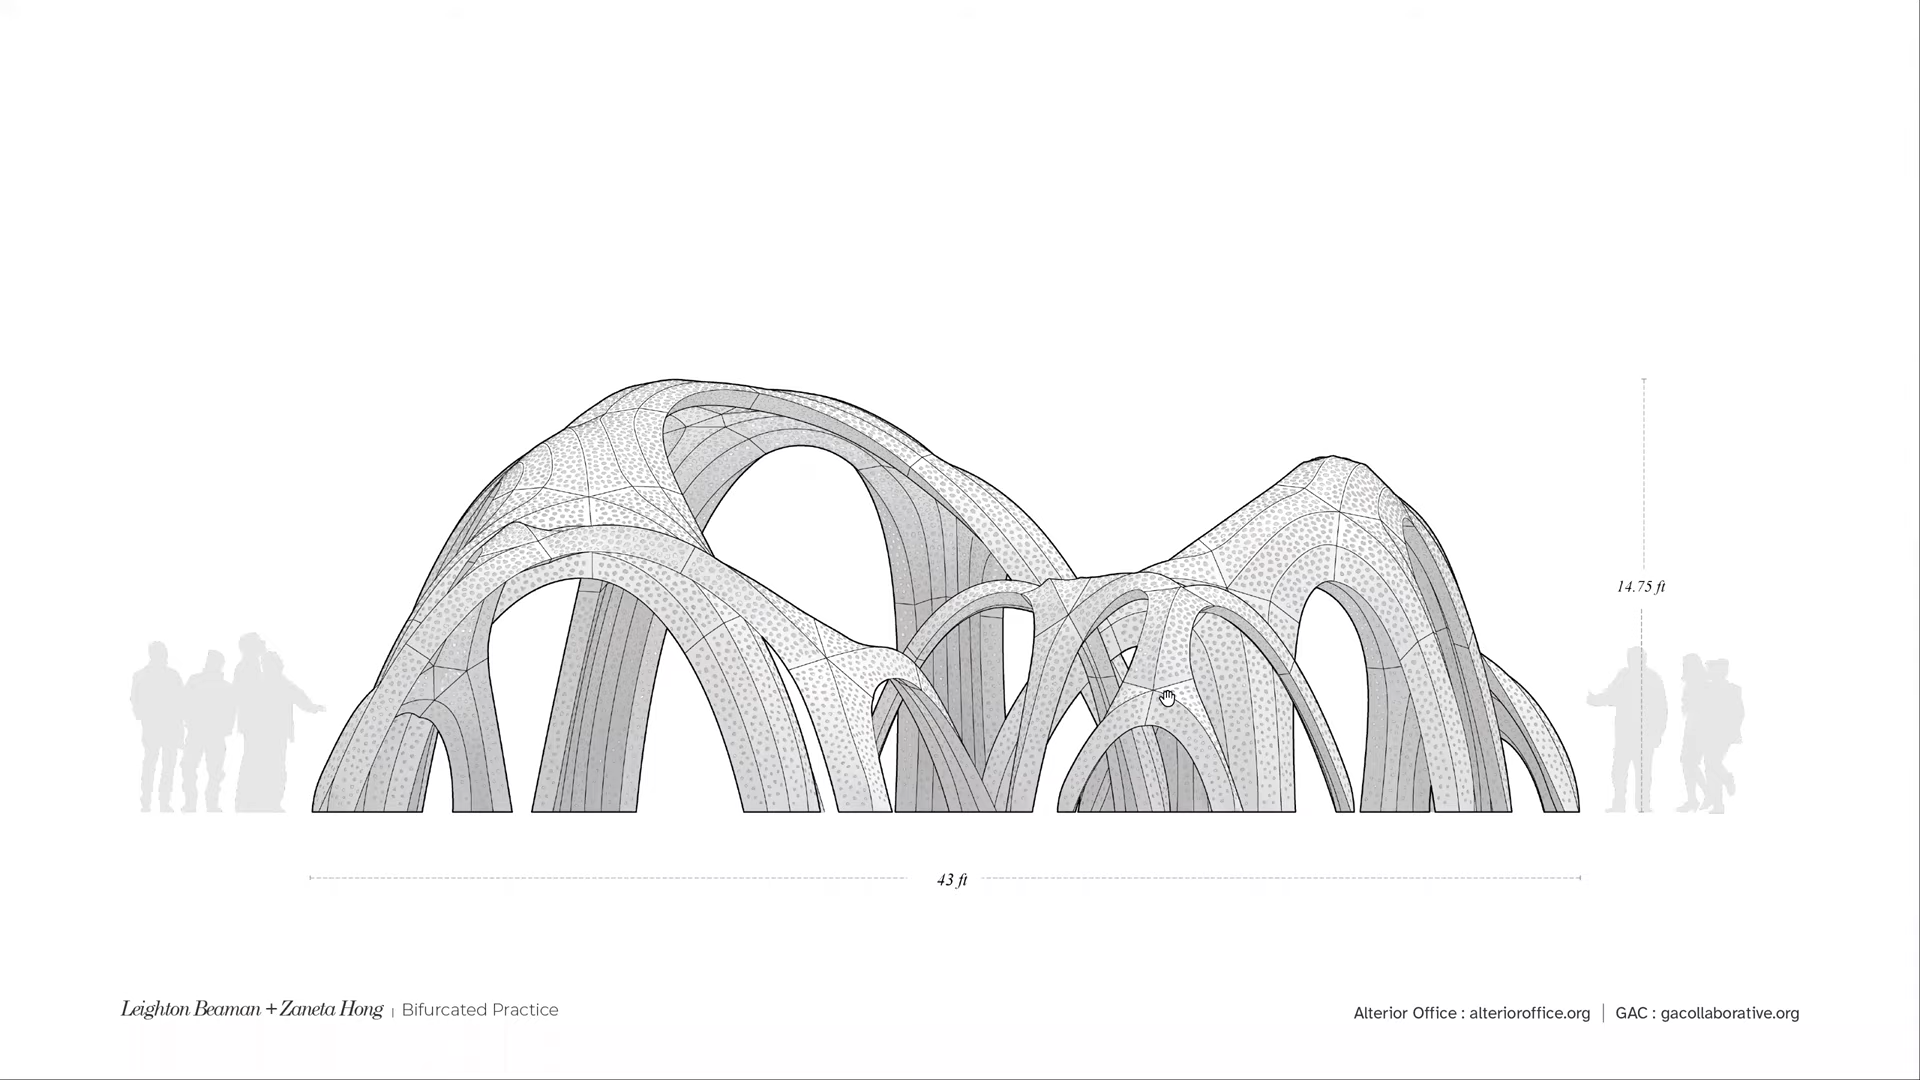 14.75 ft
43 ft
Leighton Beaman + Zaneta Hong | Bifurcated Practice
Alterior Office : alterioroffice.org | GAC : gacollaborative.org